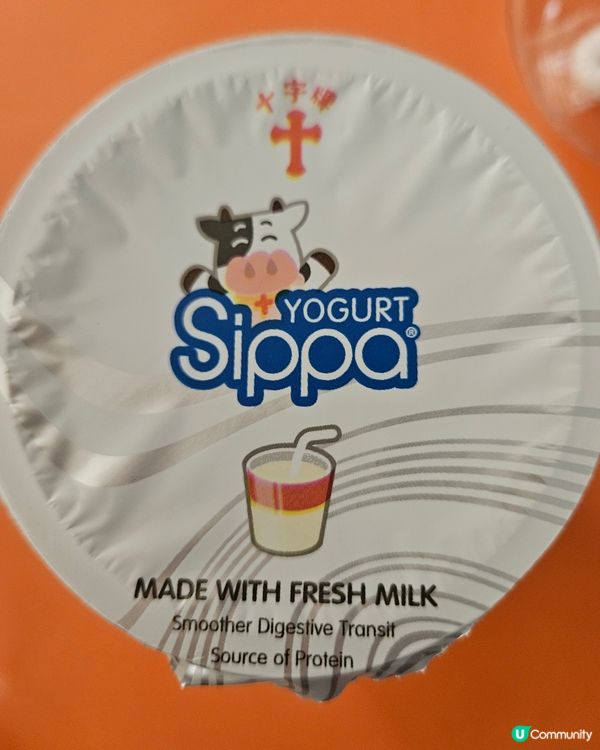 十字牌
YOGURT
Sippa®
MADE WITH FRESH MILK
Smoother Digestive Transit
Source of Protein
U Community